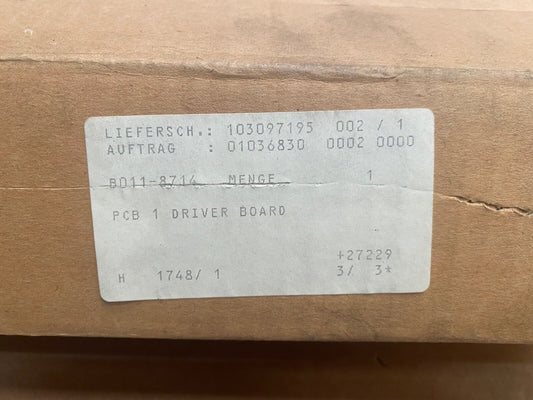 LIEFERSCH.: 103097195 002 / 1
AUFTRAG : 01036830 0002 0000
B011-8714 MENGE 1
PCB 1 DRIVER BOARD
+27229
H 1748/ 1 3/ 3*